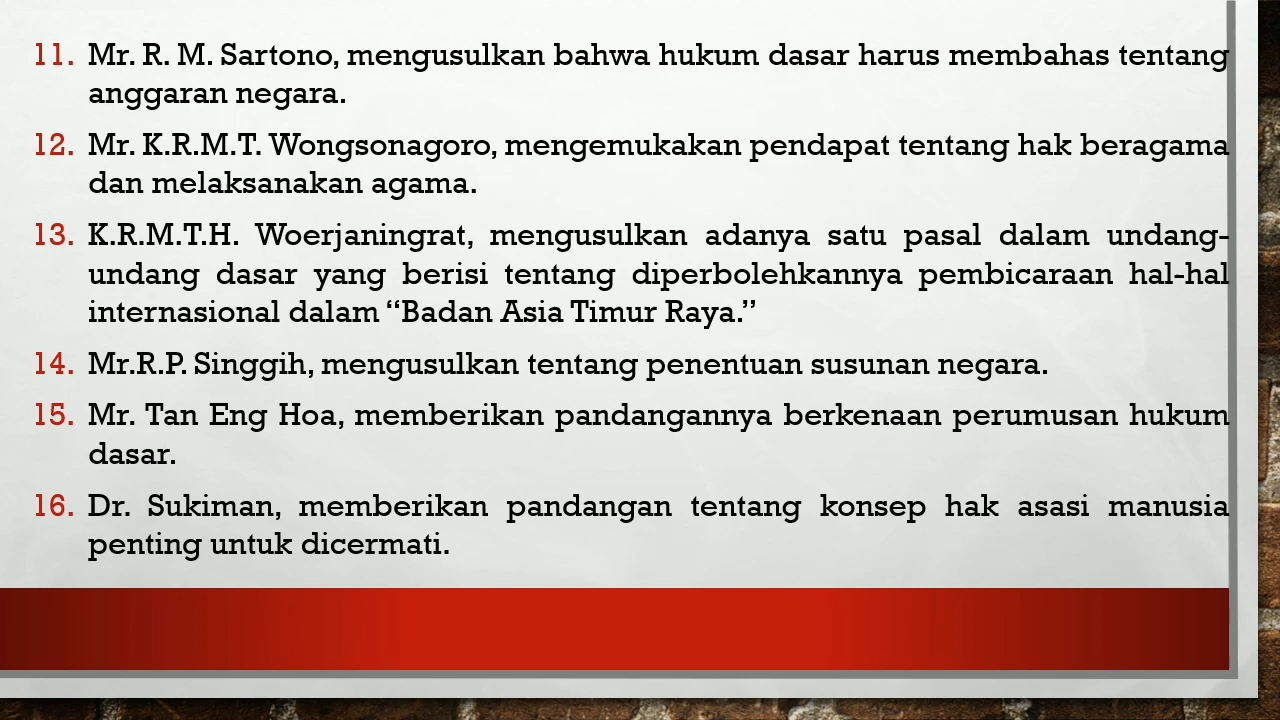 11. Mr. R. M. Sartono, mengusulkan bahwa hukum dasar harus membahas tentang
anggaran negara.
12. Mr. K.R.M.T. Wongsonagoro, mengemukakan pendapat tentang hak beragama
dan melaksanakan agama.
13. K.R.M.T.H. Woerjaningrat, mengusulkan adanya satu pasal dalam undang-
undang dasar yang berisi tentang diperbolehkannya pembicaraan hal-hal
internasional dalam “Badan Asia Timur Raya.”
14. Mr.R.P. Singgih, mengusulkan tentang penentuan susunan negara.
15. Mr. Tan Eng Hoa, memberikan pandangannya berkenaan perumusan hukum
dasar.
16. Dr. Sukiman, memberikan pandangan tentang konsep hak asasi manusia
penting untuk dicermati.